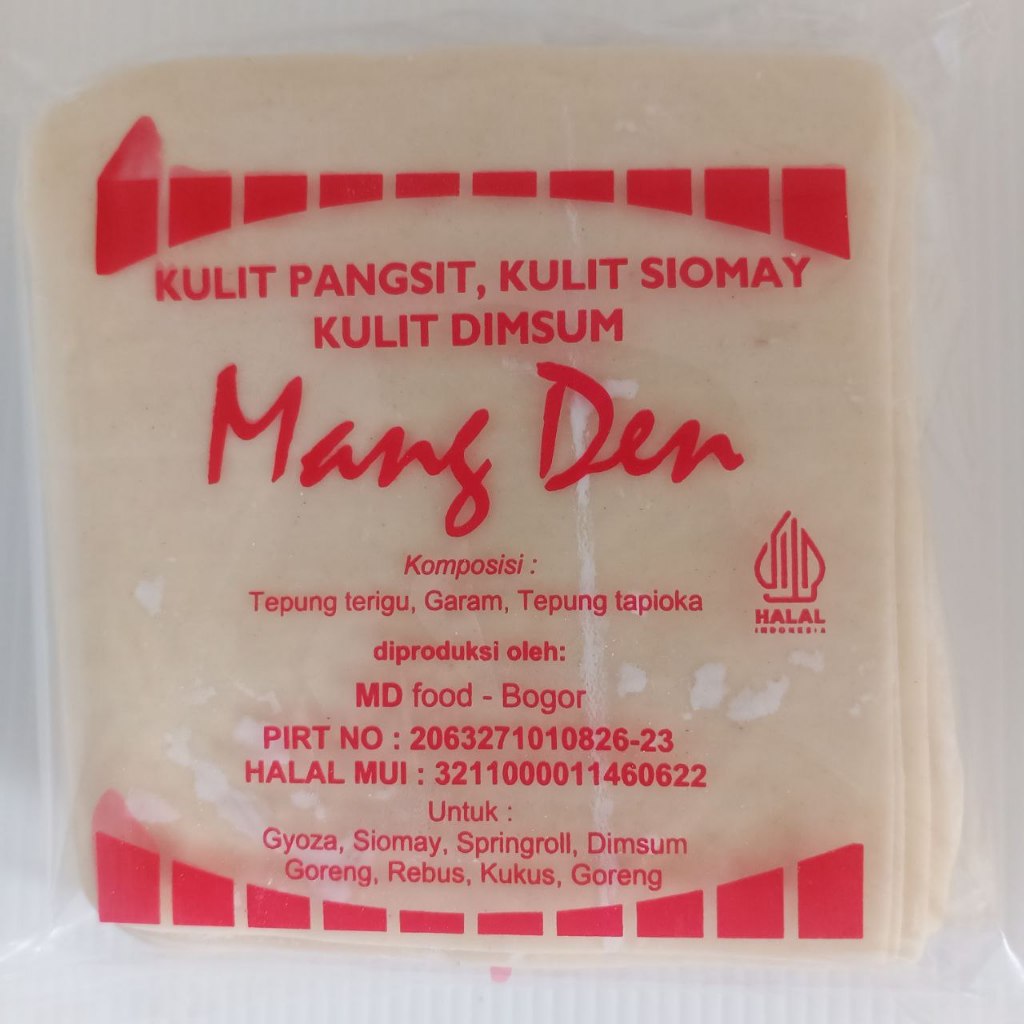 KULIT PANGSIT, KULIT SIOMAY
KULIT DIMSUM
Mang Den
Komposisi :
Tepung terigu, Garam, Tepung tapioka
HALAL
INDONESIA
diproduksi oleh:
MD food - Bogor
PIRT NO : 2063271010826-23
HALAL MUI : 3211000011460622
Untuk :
Gyoza, Siomay, Springroll, Dimsum
Goreng, Rebus, Kukus, Goreng